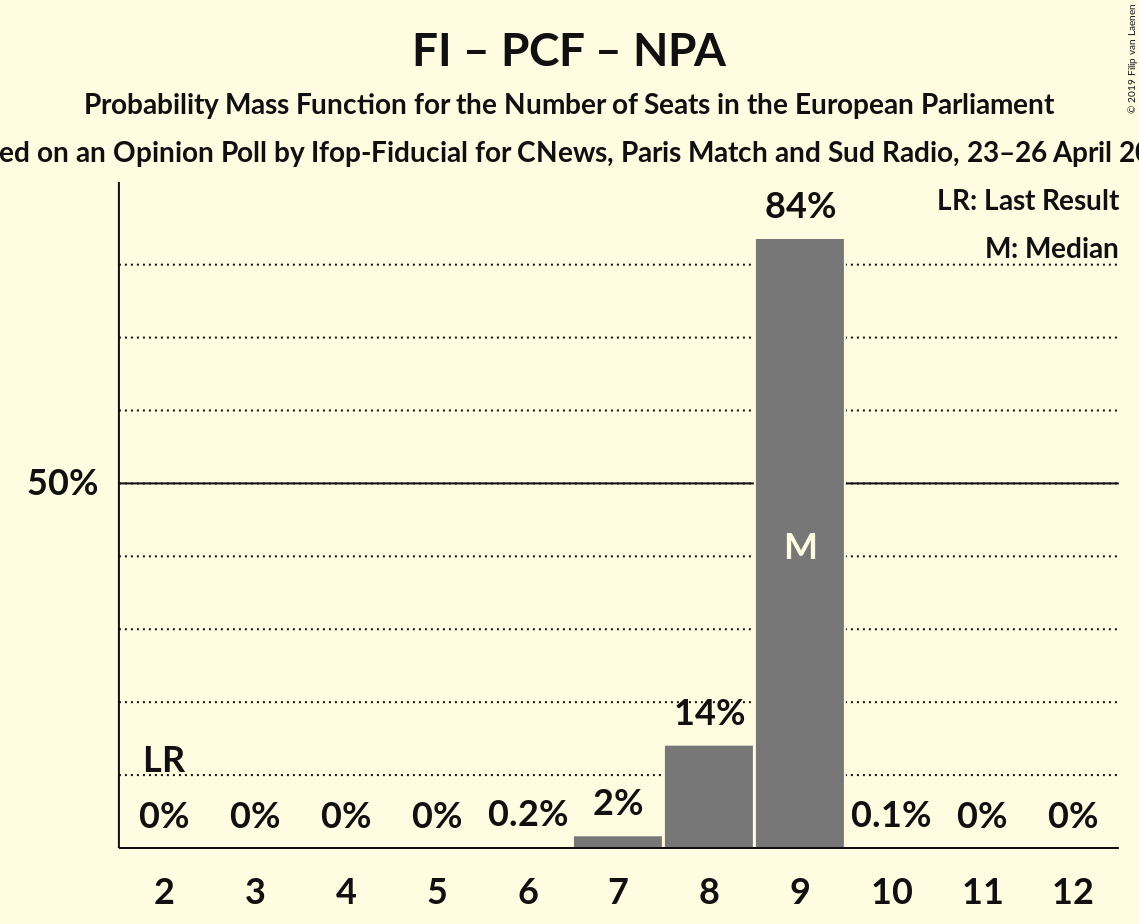 FI – PCF – NPA
Probability Mass Function for the Number of Seats in the European Parliament
on an Opinion Poll by Ifop-Fiducial for CNews, Paris Match and Sud Radio, 23–26 April
© 2019 Filip van Laenen
LR: Last Result
M: Median
84%
50%
M
14%
LR
0% 0% 0% 0% 0.2% 2% 0.1% 0% 0%
2 3 4 5 6 7 8 9 10 11 12